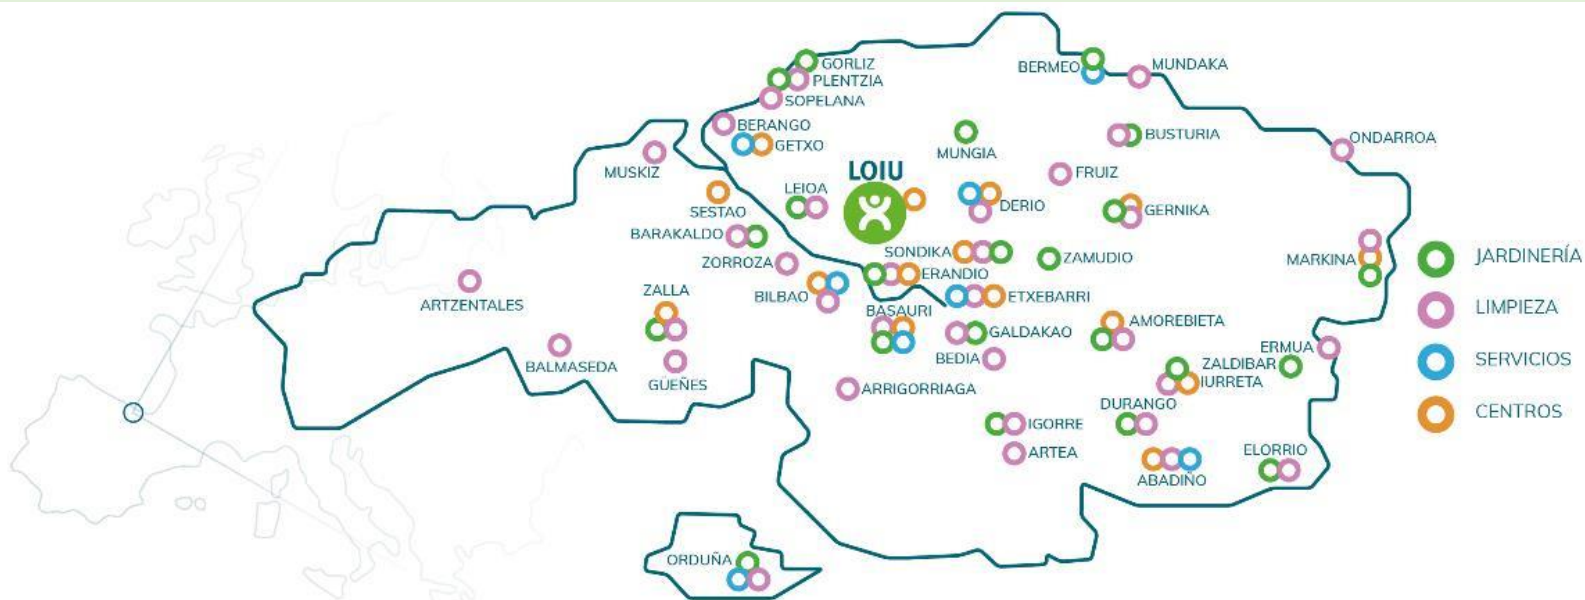 GORLIZ
PLENTZIA
SOPELANA
BERMEO
MUNDAKA
BERANGO
GETXO
MUNGIA
BUSTURIA
ONDARROA
MUSKIZ
LOIU
FRUIZ
LEIOA
SESTAO
DERIO
GERNIKA
BARAKALDO
ZORROZA
SONDIKA
ERANDIO
ZAMUDIO
MARKINA
JARDINERÍA
ARTZENTALES
ZALLA
BILBAO
ETXEBARRI
LIMPIEZA
BASAURI
GALDAKAO
AMOREBIETA
BALMASEDA
BEDIA
ERMUA
ZALDIBAR
SERVICIOS
GÜEÑES
ARRIGORRIAGA
IURRETA
DURANGO
CENTROS
IGORRE
ARTEA
ABADIÑO
ELORRIO
ORDUÑA